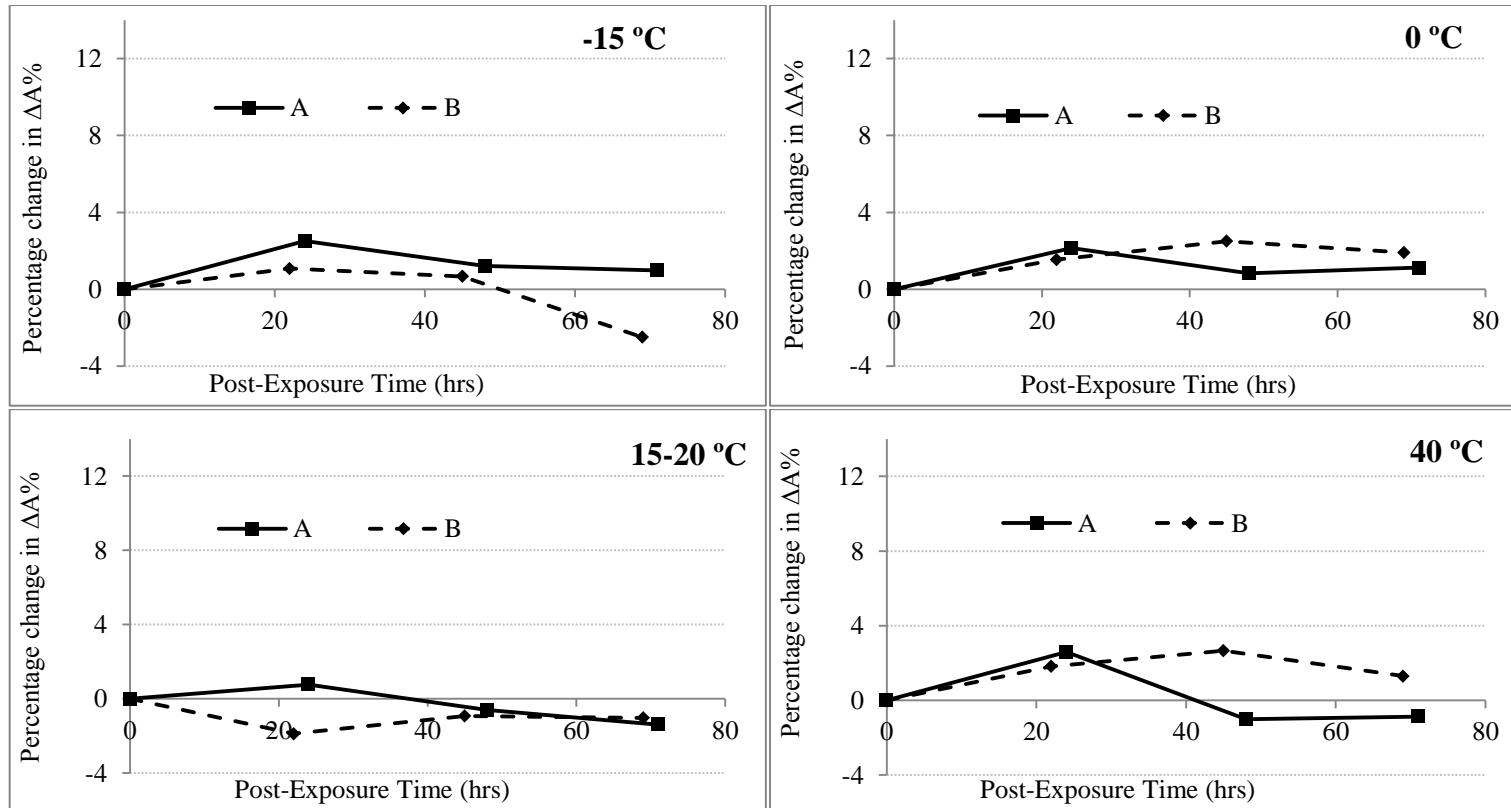 -15 ºC
Percentage change in ΔA%
12
8
4
0
-4
A
B
0
20
40
60
80
Post-Exposure Time (hrs)
0 ºC
Percentage change in ΔA%
12
8
4
0
-4
A
B
0
20
40
60
80
Post-Exposure Time (hrs)
15-20 ºC
Percentage change in ΔA%
12
8
4
0
-4
A
B
0
20
40
60
80
Post-Exposure Time (hrs)
40 ºC
Percentage change in ΔA%
12
8
4
0
-4
A
B
0
20
40
60
80
Post-Exposure Time (hrs)